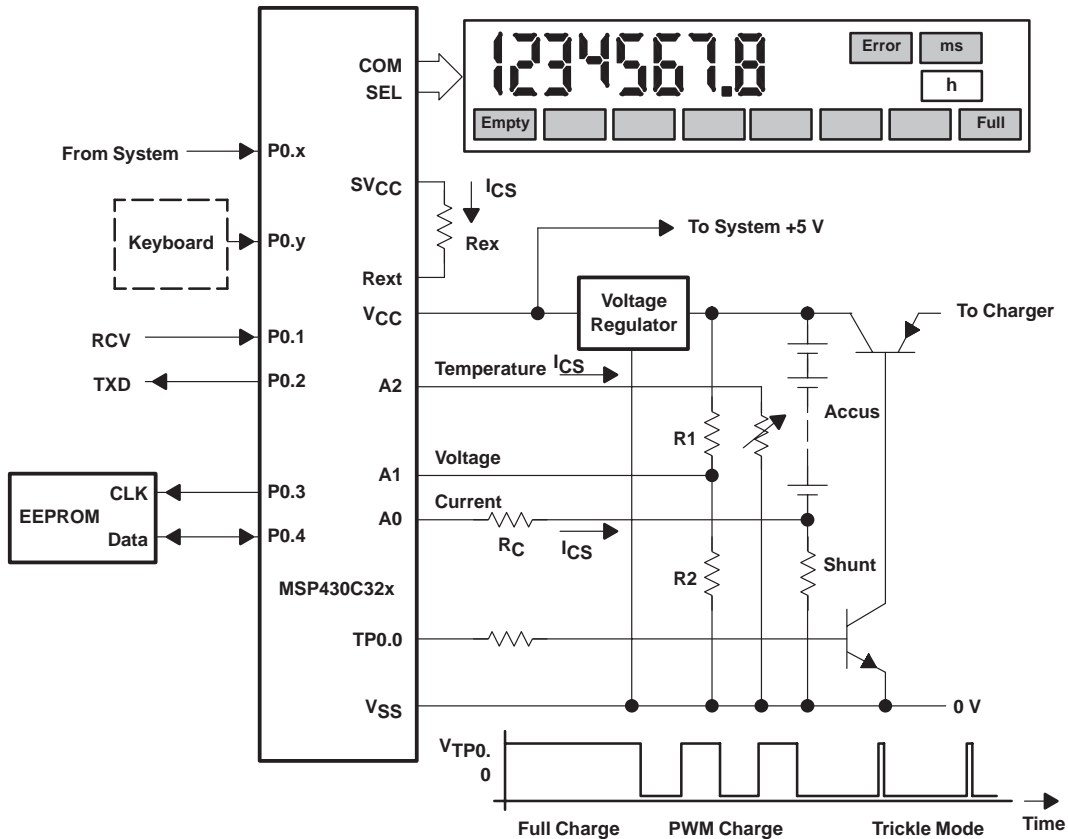 COM
SEL
1234567.8
Error
ms
h
Empty
Full
From System
P0.x
SVCC
ICS
Rex
Keyboard
P0.y
Rext
To System +5 V
VCC
Voltage
Regulator
To Charger
RCV
P0.1
TXD
P0.2
Temperature
ICS
A2
Accus
R1
A1
Voltage
EEPROM
CLK
P0.3
Data
P0.4
A0
Current
RC
ICS
R2
Shunt
MSP430C32x
TP0.0
VSS
0 V
VTP0.
0
Time
Full Charge
PWM Charge
Trickle Mode